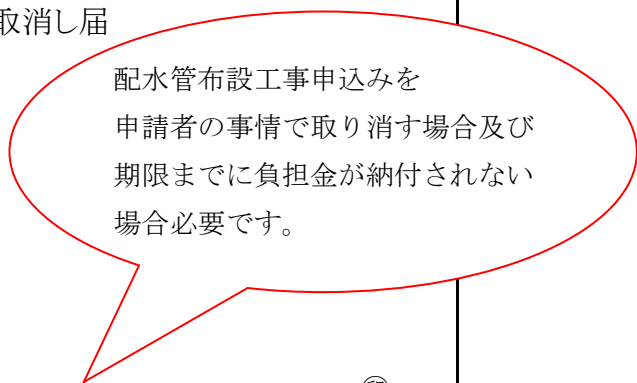 取消し届
配水管布設工事申込みを
申請者の事情で取り消す場合及び
期限までに負担金が納付されない
場合必要です。